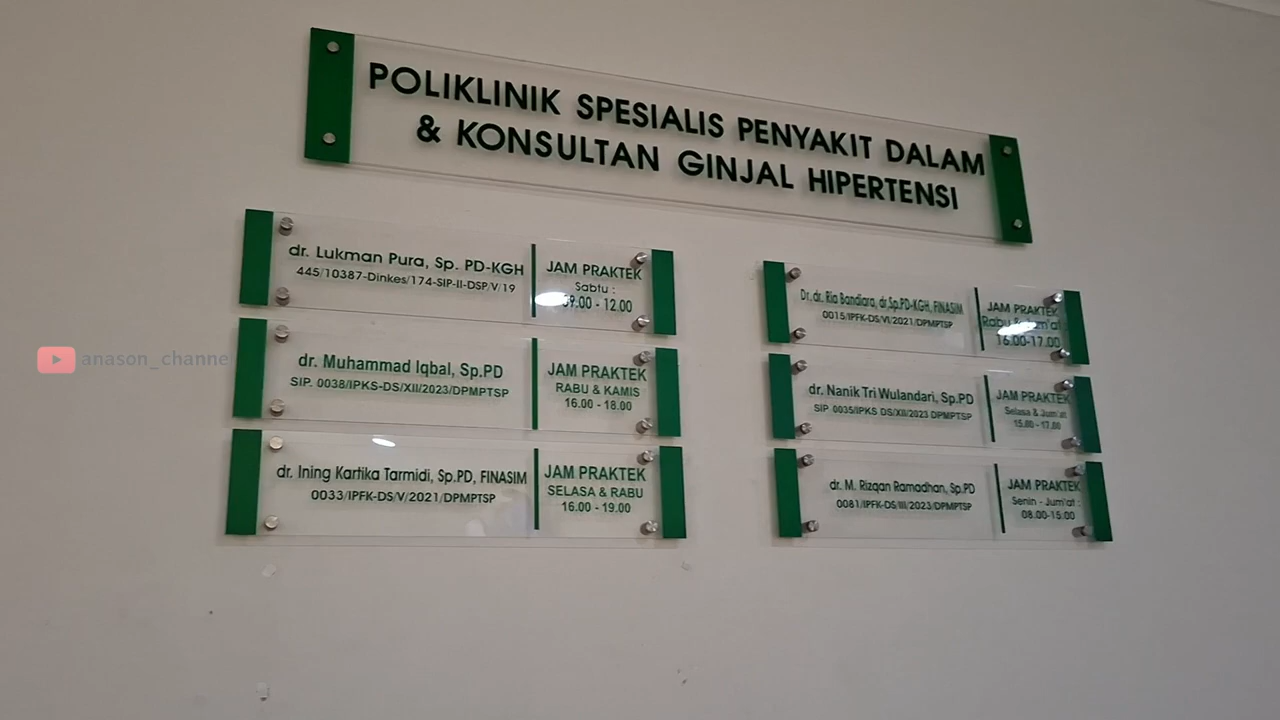 POLIKLINIK SPESIALIS PENYAKIT DALAM
& KONSULTAN GINJAL HIPERTENSI
dr. Lukman Pura, Sp. PD-KGH
445/10387-Dinkes/174-SIP-II-DSP/V/19
JAM PRAKTEK
Sabtu :
09.00 - 12.00
dr. Muhammad Iqbal, Sp.PD
SIP. 0038/IPKS-DS/XII/2023/DPMPTSP
JAM PRAKTEK
RABU & KAMIS
16.00 - 18.00
dr. Ining Kartika Tarmidi, Sp.PD, FINASIM
0033/IPFK-DS/V/2021/DPMPTSP
JAM PRAKTEK
SELASA & RABU
16.00 - 19.00
Dr. dr. Ria Bandiara, dr.Sp.PD-KGH, FINASIM
0015/IPFK-DS/VI/2021/DPMPTSP
JAM PRAKTEK
Rabu & Jum'at
16.00-17.00
dr. Nanik Tri Wulandari, Sp.PD
SIP 0035/IPKS DS/XII/2023 DPMPTSP
JAM PRAKTEK
Selasa & Jum'at
15.00 - 17.00
dr. M. Rizqan Ramadhan, Sp.PD
0081/IPFK-DS/III/2023/DPMPTSP
JAM PRAKTEK
Senin - Jum'at :
08.00-15.00
anason_channel